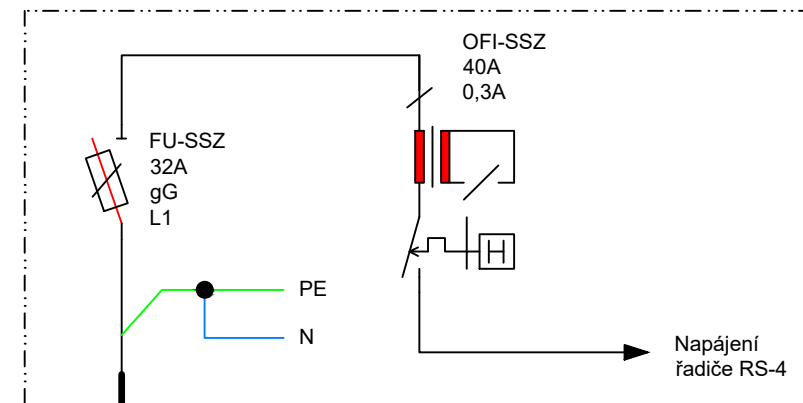 OFI-SSZ
40A
0,3A
FU-SSZ
32A
gG
L1
H
PE
N
Napájení
řadiče RS-4